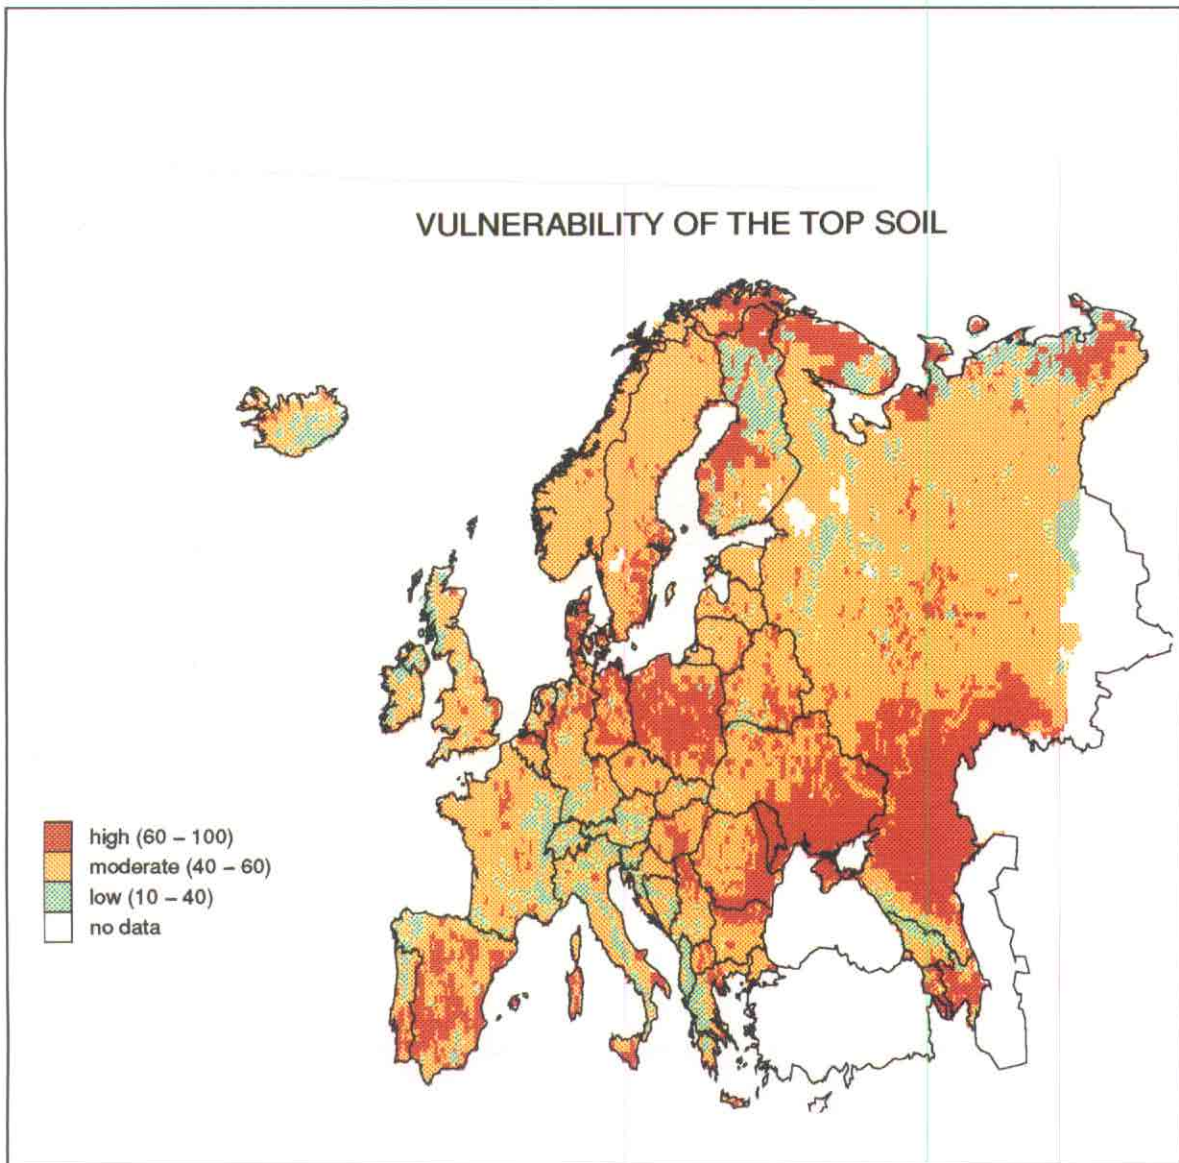 VULNERABILITY OF THE TOP SOIL
high (60 – 100)
moderate (40 – 60)
low (10 – 40)
no data